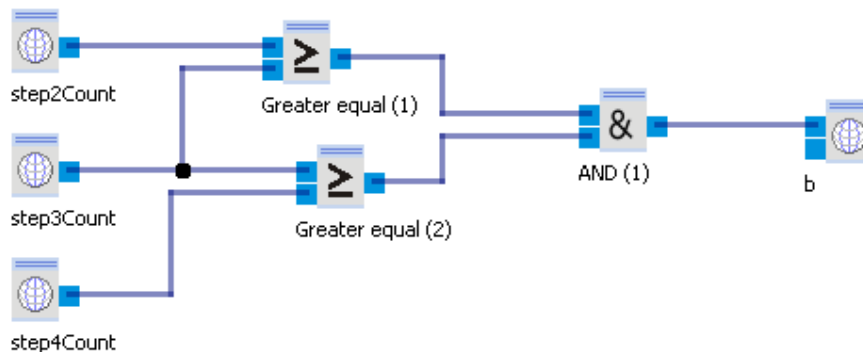 step2Count
≥
Greater equal (1)
step3Count
≥
Greater equal (2)
step4Count
&
AND (1)
b